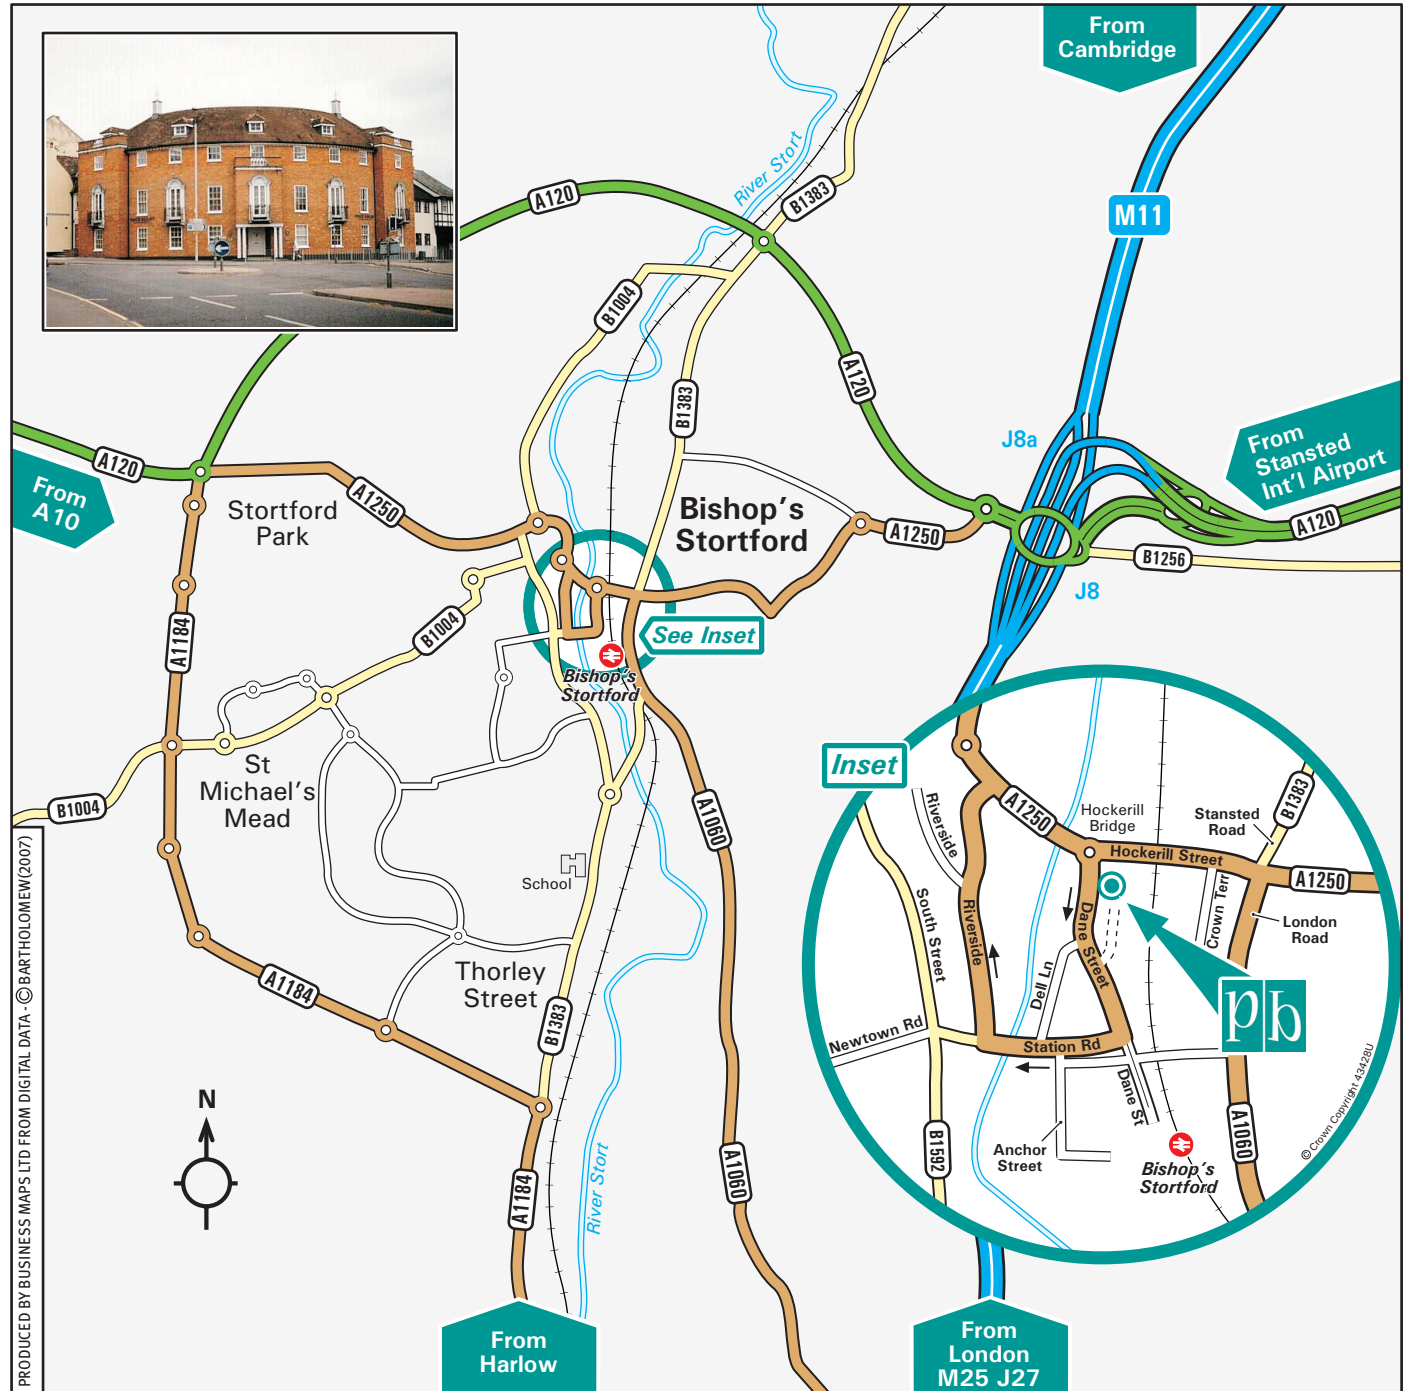 From
Cambridge
River Stort
A120
B1383
M11
B1004
A120
B1383
J8a
From
Stansted
Int'l Airport
A120
From
A10
A1250
Stortford
Park
Bishop's
Stortford
A1250
A120
B1256
J8
A1184
B1004
See Inset
Bishop's
Stortford
St
Michael's
Mead
B1004
A1060
School
Thorley
Street
A1184
B1383
N
A1184
River Stort
A1060
From
Harlow
From
London
M25 J27
Inset
Riverside
A1250
Hockerill
Bridge
Stansted
Road
B1383
Hockerill Street
A1250
South Street
Riverside
Dane Street
Crown Terr
London
Road
Dell Ln
pb
Newtown Rd
Station Rd
Dane St
Anchor
Street
B1592
A1060
Bishop's
Stortford
© Crown Copyright 43428U
PRODUCED BY BUSINESS MAPS LTD FROM DIGITAL DATA - ©BARTHOLOMEW(2007)